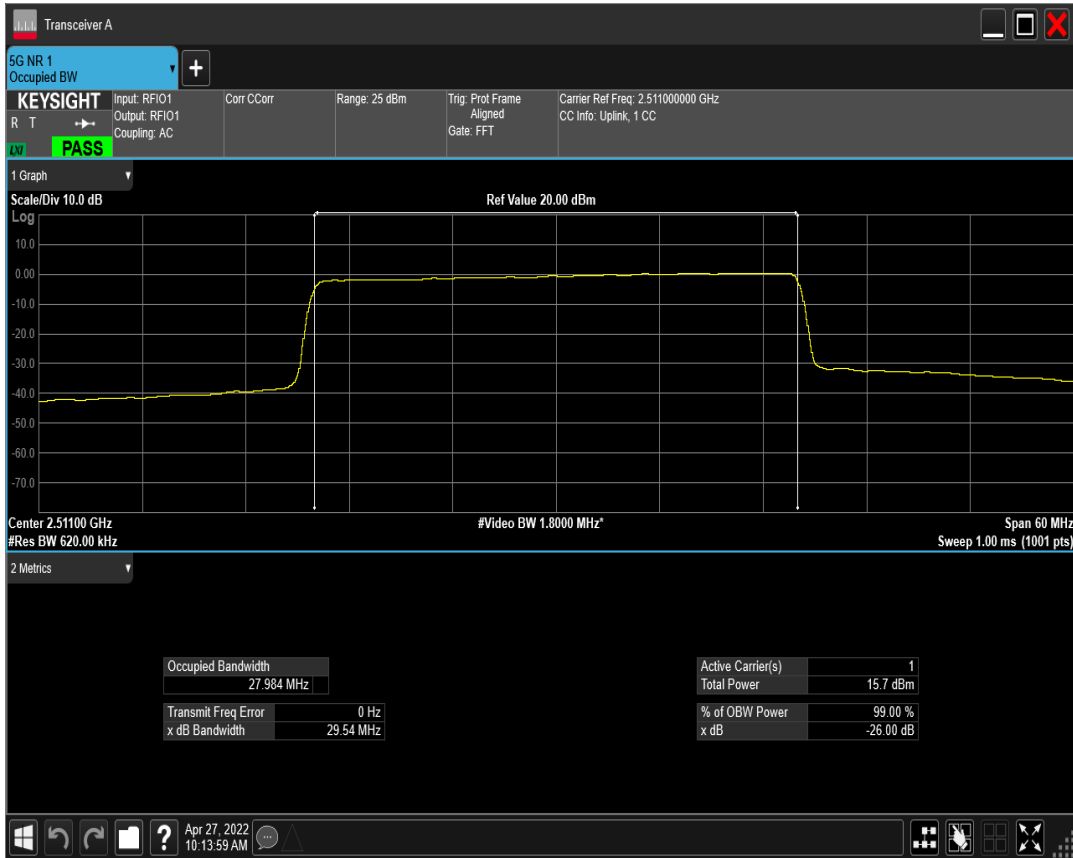 Transceiver A
5G NR 1
Occupied BW
+
KEYSIGHT
R T
LXI
PASS
Input: RFIO1
Output: RFIO1
Coupling: AC
Corr CCorr
Range: 25 dBm
Trig: Prot Frame
Aligned
Gate: FFT
Carrier Ref Freq: 2.511000000 GHz
CC Info: Uplink, 1 CC
1 Graph
Scale/Div 10.0 dB
Ref Value 20.00 dBm
Log
10.0
0.00
-10.0
-20.0
-30.0
-40.0
-50.0
-60.0
-70.0
Center 2.51100 GHz
#Video BW 1.8000 MHz*
Span 60 MHz
#Res BW 620.00 kHz
Sweep 1.00 ms (1001 pts)
2 Metrics
Occupied Bandwidth
27.984 MHz
Transmit Freq Error 0 Hz
x dB Bandwidth 29.54 MHz
Active Carrier(s) 1
Total Power 15.7 dBm
% of OBW Power 99.00 %
x dB -26.00 dB
?
Apr 27, 2022
10:13:59 AM